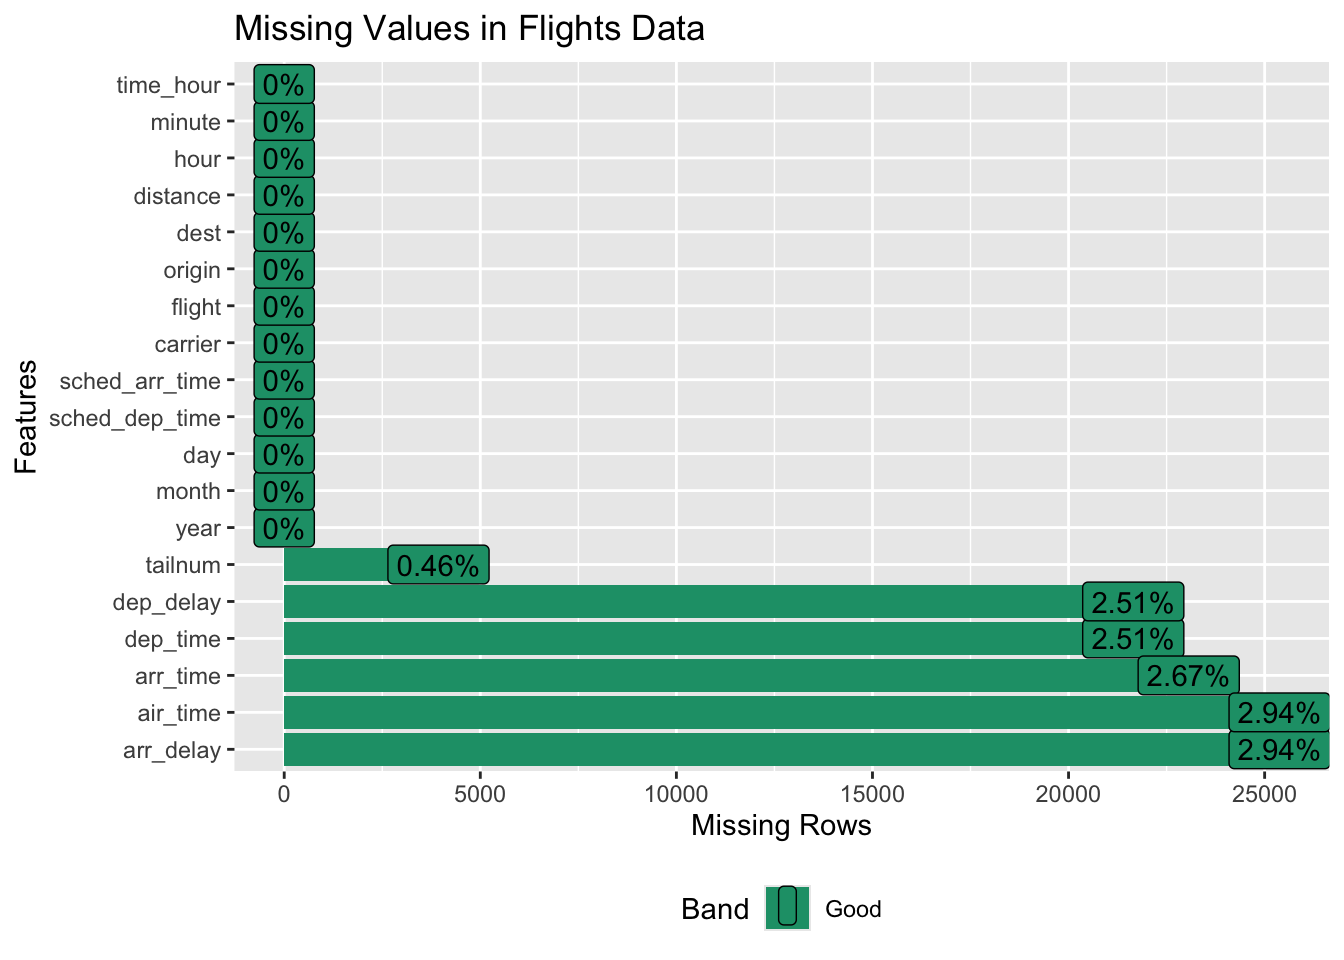 Missing Values in Flights Data
Features
time_hour 0%
minute 0%
hour 0%
distance 0%
dest 0%
origin 0%
flight 0%
carrier 0%
sched_arr_time 0%
sched_dep_time 0%
day 0%
month 0%
year 0%
tailnum 0.46%
dep_delay 2.51%
dep_time 2.51%
arr_time 2.67%
air_time 2.94%
arr_delay 2.94%
0 5000 10000 15000 20000 25000
Missing Rows
Band Good